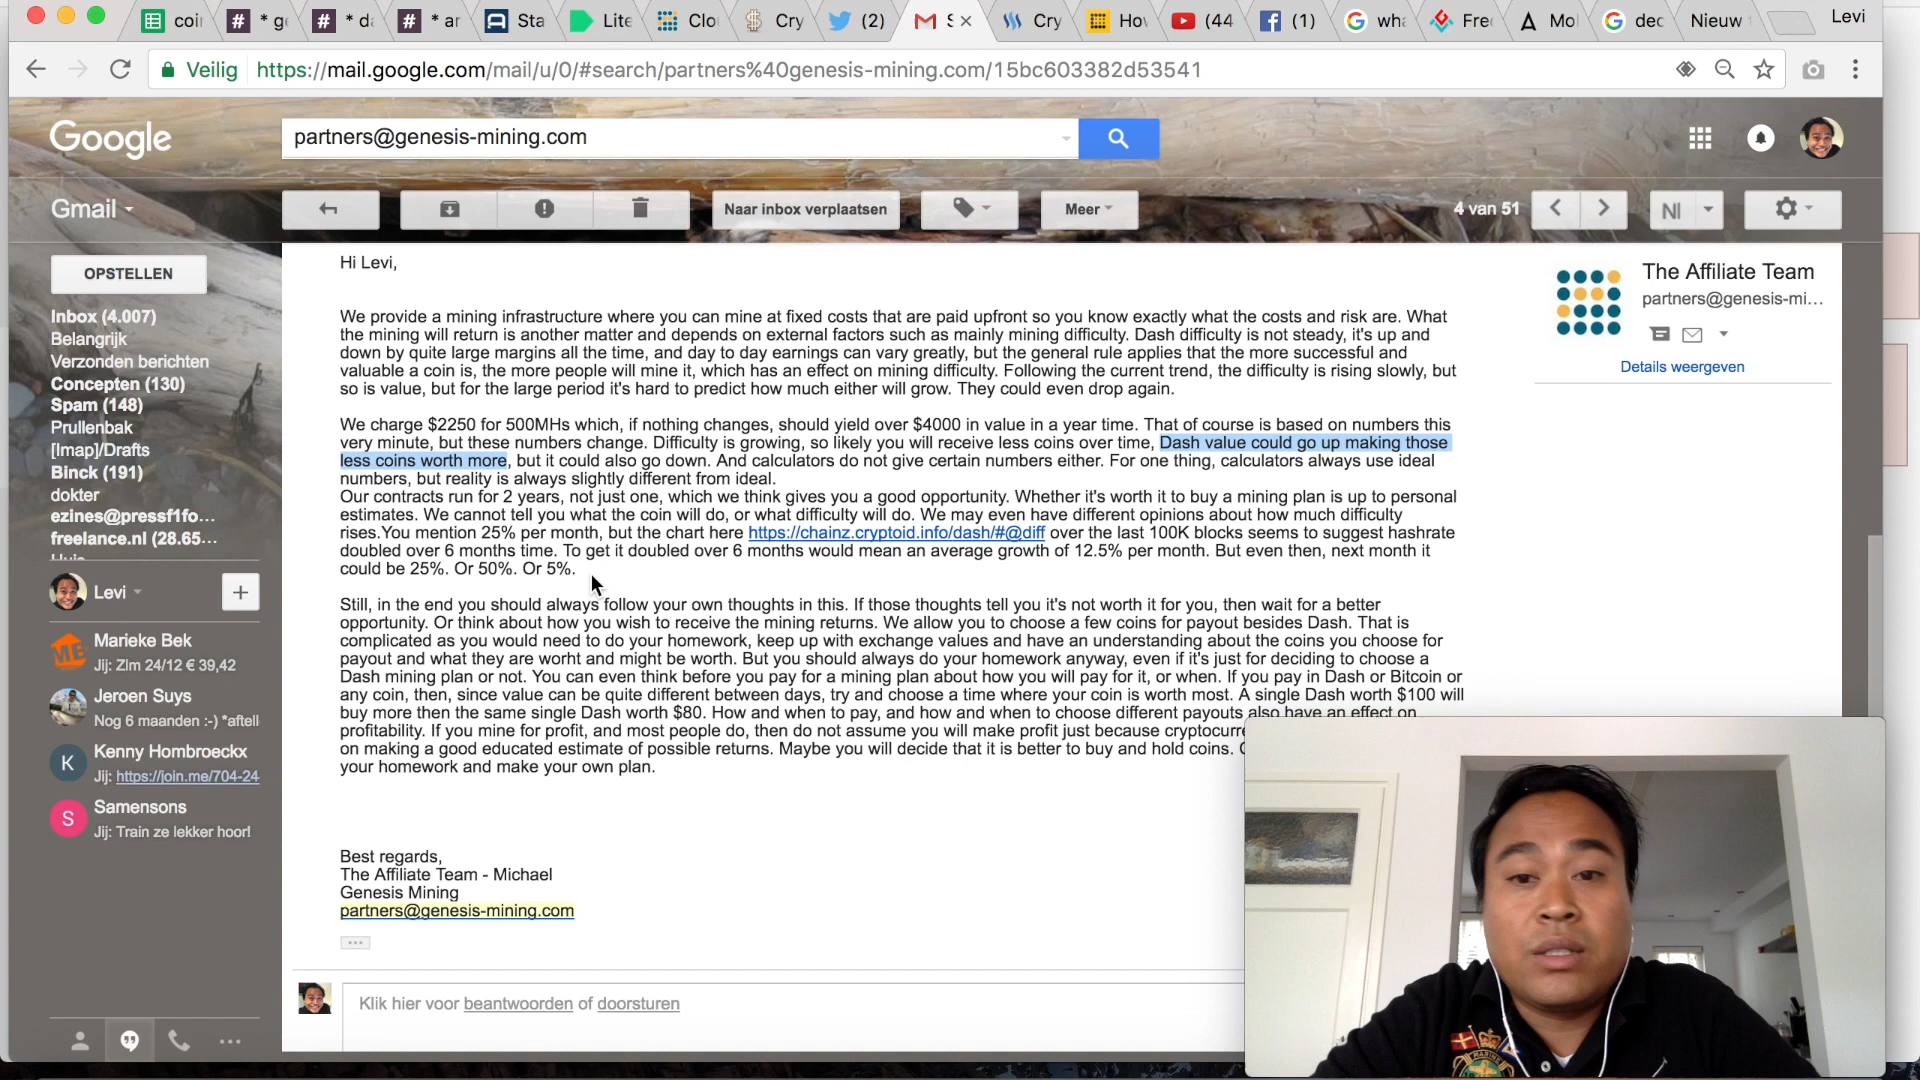 coi
* ge
* da
* ar
Sta
Lite
Clo
Cry
(2)
S
Cry
Hov
(44
(1)
wha
Free
Mo
dec
Nieuw
Levi
Veilig
https://mail.google.com/mail/u/0/#search/partners%40genesis-mining.com/15bc603382d53541
Google
partners@genesis-mining.com
Gmail
Naar inbox verplaatsen
Meer
4 van 51
Nl
OPSTELLEN
Inbox (4.007)
Belangrijk
Verzonden berichten
Concepten (130)
Spam (148)
Prullenbak
[Imap]/Drafts
Binck (191)
dokter
ezines@pressf1fo...
freelance.nl (28.65...
Levi
Marieke Bek
Jij: Zlm 24/12 € 39,42
Jeroen Suys
Nog 6 maanden :-) *aftell
K
Kenny Hombroeckx
Jij: https://join.me/704-24
S
Samensons
Jij: Train ze lekker hoor!
Hi Levi,
We provide a mining infrastructure where you can mine at fixed costs that are paid upfront so you know exactly what the costs and risk are. What
the mining will return is another matter and depends on external factors such as mainly mining difficulty. Dash difficulty is not steady, it's up and
down by quite large margins all the time, and day to day earnings can vary greatly, but the general rule applies that the more successful and
valuable a coin is, the more people will mine it, which has an effect on mining difficulty. Following the current trend, the difficulty is rising slowly, but
so is value, but for the large period it's hard to predict how much either will grow. They could even drop again.
We charge $2250 for 500MHs which, if nothing changes, should yield over $4000 in value in a year time. That of course is based on numbers this
very minute, but these numbers change. Difficulty is growing, so likely you will receive less coins over time, Dash value could go up making those
less coins worth more, but it could also go down. And calculators do not give certain numbers either. For one thing, calculators always use ideal
numbers, but reality is always slightly different from ideal.
Our contracts run for 2 years, not just one, which we think gives you a good opportunity. Whether it's worth it to buy a mining plan is up to personal
estimates. We cannot tell you what the coin will do, or what difficulty will do. We may even have different opinions about how much difficulty
rises.You mention 25% per month, but the chart here https://chainz.cryptoid.info/dash/#@diff over the last 100K blocks seems to suggest hashrate
doubled over 6 months time. To get it doubled over 6 months would mean an average growth of 12.5% per month. But even then, next month it
could be 25%. Or 50%. Or 5%.
Still, in the end you should always follow your own thoughts in this. If those thoughts tell you it's not worth it for you, then wait for a better
opportunity. Or think about how you wish to receive the mining returns. We allow you to choose a few coins for payout besides Dash. That is
complicated as you would need to do your homework, keep up with exchange values and have an understanding about the coins you choose for
payout and what they are worht and might be worth. But you should always do your homework anyway, even if it's just for deciding to choose a
Dash mining plan or not. You can even think before you pay for a mining plan about how you will pay for it, or when. If you pay in Dash or Bitcoin or
any coin, then, since value can be quite different between days, try and choose a time where your coin is worth most. A single Dash worth $100 will
buy more then the same single Dash worth $80. How and when to pay, and how and when to choose different payouts also have an effect on
profitability. If you mine for profit, and most people do, then do not assume you will make profit just because cryptocurre
on making a good educated estimate of possible returns. Maybe you will decide that it is better to buy and hold coins.
your homework and make your own plan.
Best regards,
The Affiliate Team - Michael
Genesis Mining
partners@genesis-mining.com
Klik hier voor beantwoorden of doorsturen
The Affiliate Team
partners@genesis-mi...
Details weergeven